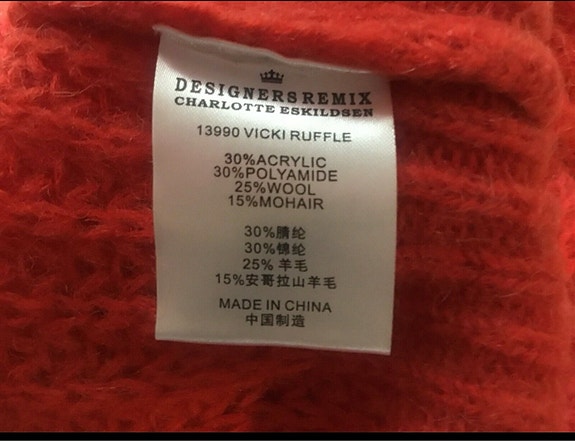 DESIGNERS REMIX
CHARLOTTE ESKILDSEN
13990 VICKI RUFFLE
30%ACRYLIC
30%POLYAMIDE
25%WOOL
15%MOHAIR
30%腈纶
30%锦纶
25% 羊毛
15%安哥拉山羊毛
MADE IN CHINA
中国制造